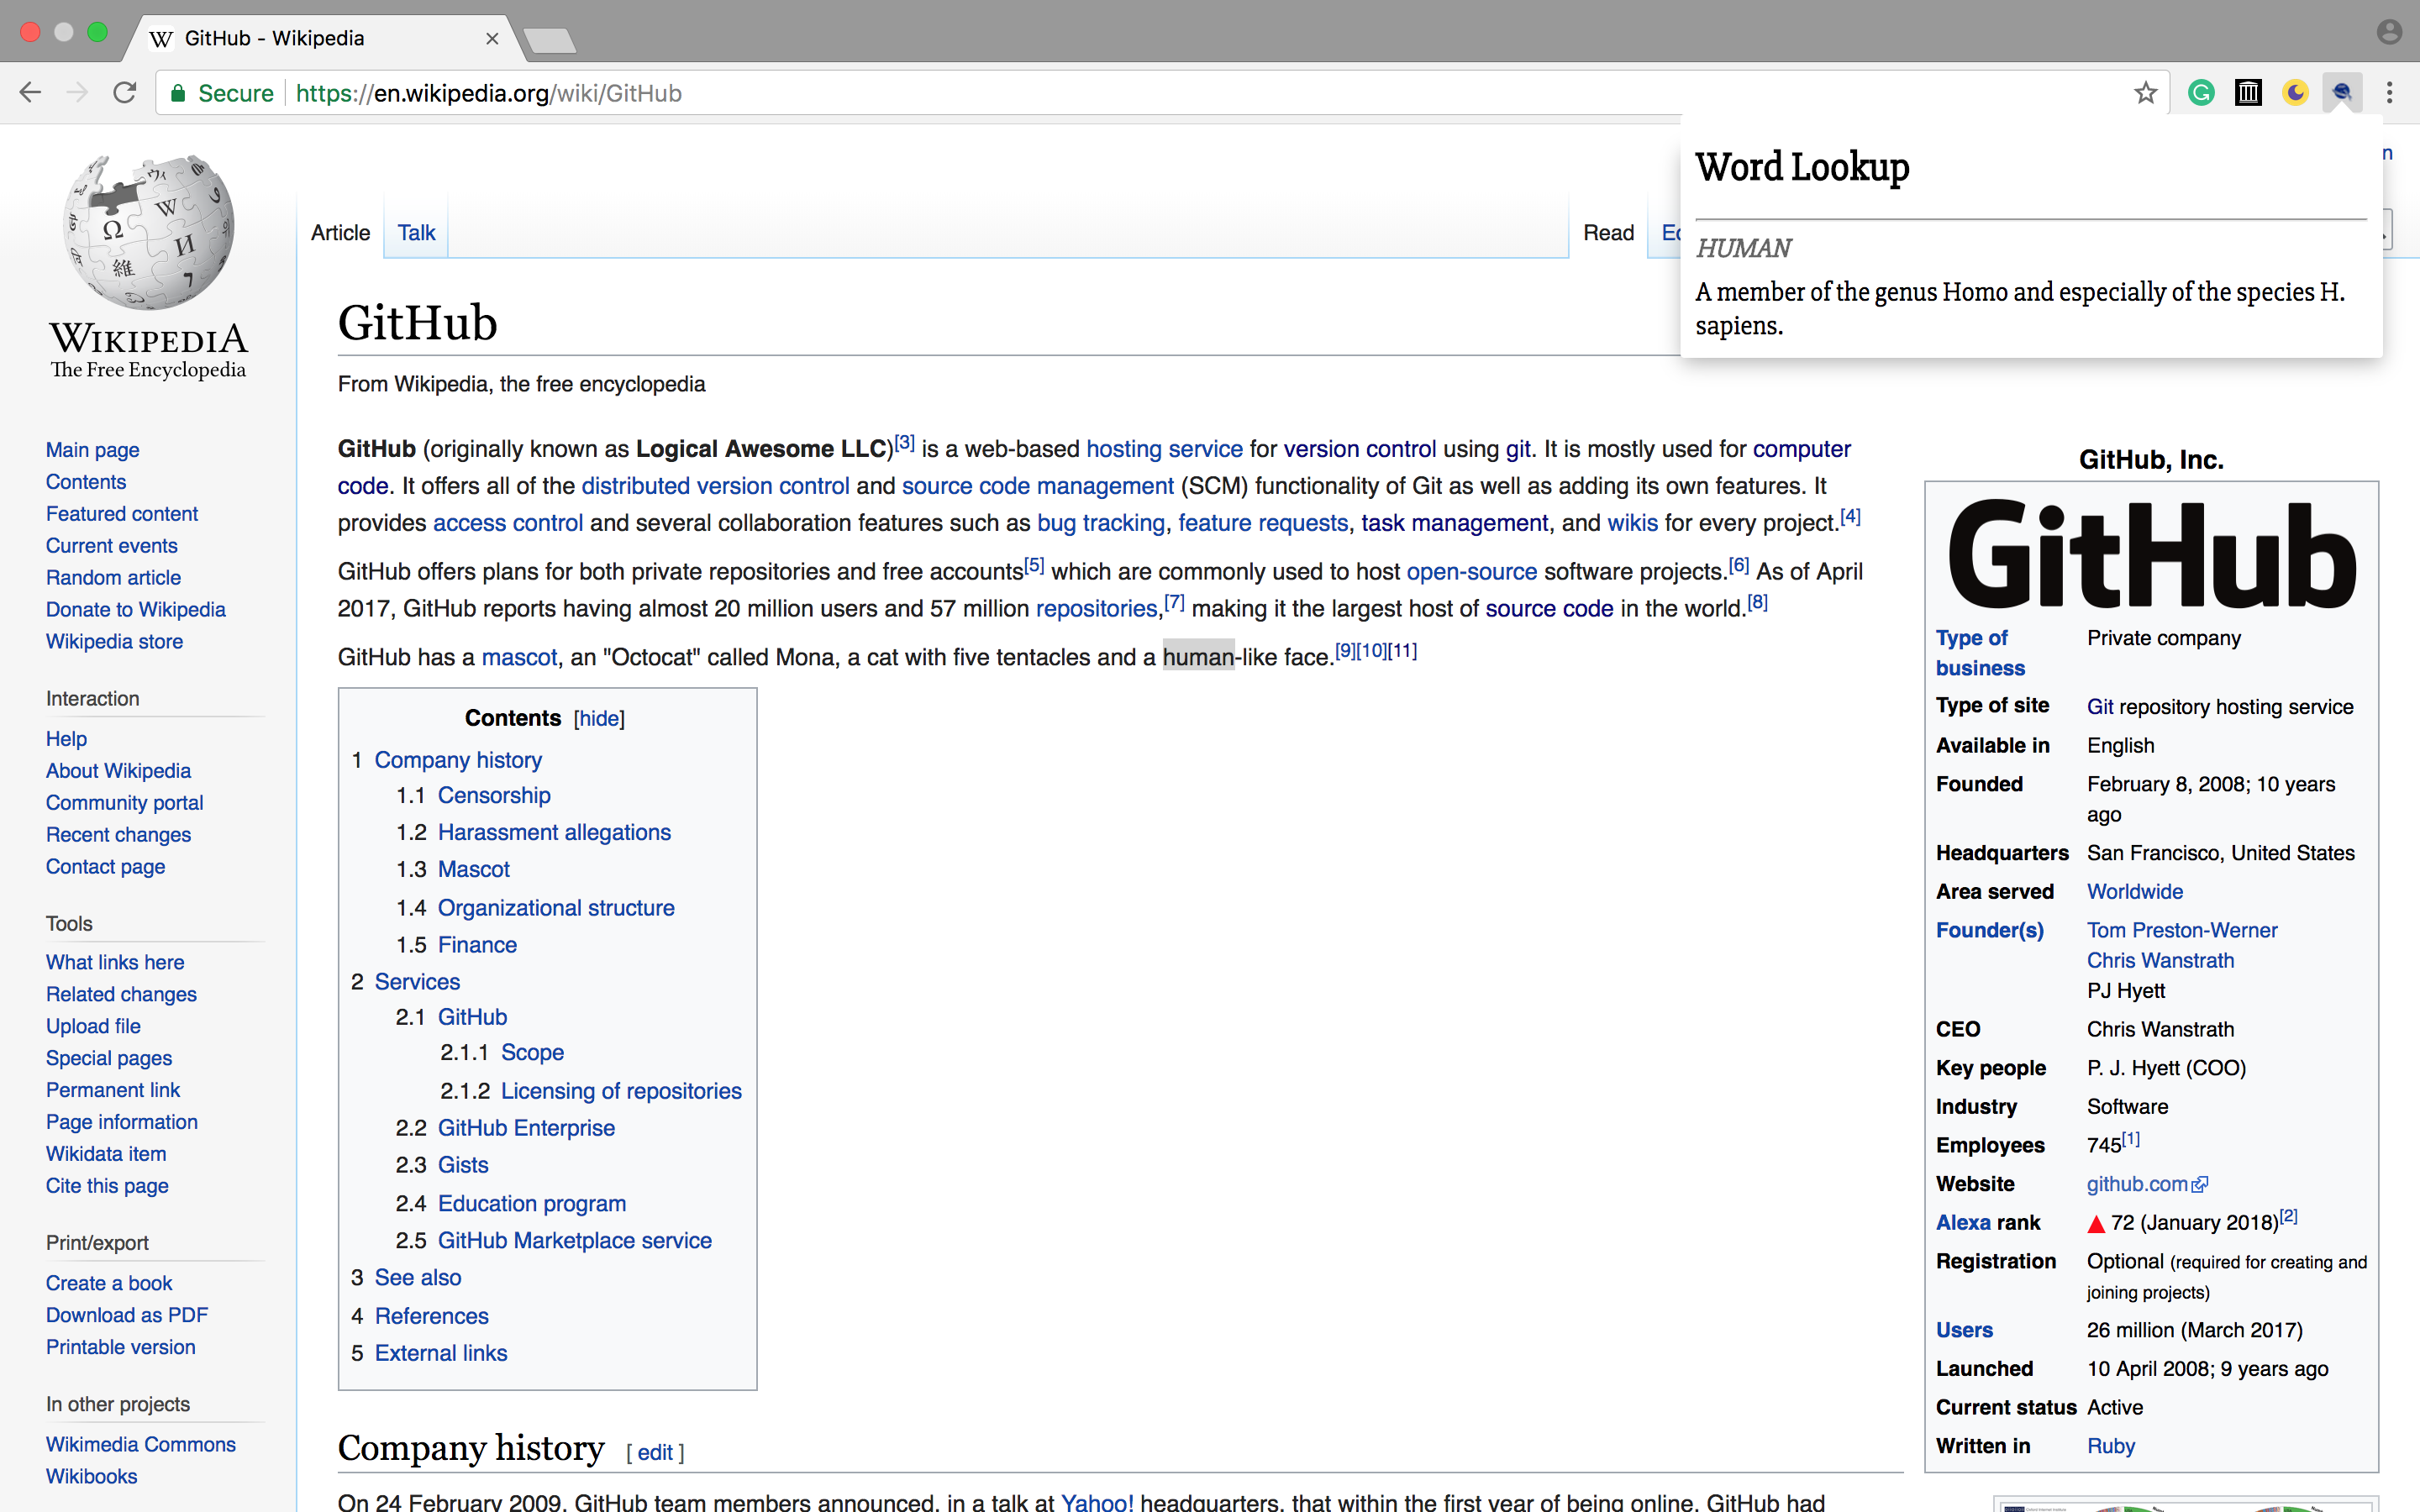 GitHub - Wikipedia
Secure
https://en.wikipedia.org/wiki/GitHub
Word Lookup
HUMAN
A member of the genus Homo and especially of the species H.
sapiens.
n
WIKIPEDIA
The Free Encyclopedia
Article
Talk
Read
Ed
GitHub
From Wikipedia, the free encyclopedia
GitHub (originally known as Logical Awesome LLC)[3] is a web-based hosting service for version control using git. It is mostly used for computer
code. It offers all of the distributed version control and source code management (SCM) functionality of Git as well as adding its own features. It
provides access control and several collaboration features such as bug tracking, feature requests, task management, and wikis for every project.[4]
GitHub offers plans for both private repositories and free accounts[5] which are commonly used to host open-source software projects.[6] As of April
2017, GitHub reports having almost 20 million users and 57 million repositories,[7] making it the largest host of source code in the world.[8]
GitHub has a mascot, an "Octocat" called Mona, a cat with five tentacles and a human-like face.[9][10][11]
Main page
Contents
Featured content
Current events
Random article
Donate to Wikipedia
Wikipedia store
Interaction
Help
About Wikipedia
Community portal
Recent changes
Contact page
Tools
What links here
Related changes
Upload file
Special pages
Permanent link
Page information
Wikidata item
Cite this page
Print/export
Create a book
Download as PDF
Printable version
In other projects
Wikimedia Commons
Wikibooks
Contents [hide]
1 Company history
1.1 Censorship
1.2 Harassment allegations
1.3 Mascot
1.4 Organizational structure
1.5 Finance
2 Services
2.1 GitHub
2.1.1 Scope
2.1.2 Licensing of repositories
2.2 GitHub Enterprise
2.3 Gists
2.4 Education program
2.5 GitHub Marketplace service
3 See also
4 References
5 External links
Company history [ edit ]
On 24 February 2009, GitHub team members announced, in a talk at Yahoo! headquarters, that within the first year of being online, GitHub had
GitHub, Inc.
GitHub
Type of business Private company
Type of site Git repository hosting service
Available in English
Founded February 8, 2008; 10 years
ago
Headquarters San Francisco, United States
Area served Worldwide
Founder(s) Tom Preston-Werner
Chris Wanstrath
PJ Hyett
CEO Chris Wanstrath
Key people P. J. Hyett (COO)
Industry Software
Employees 745[1]
Website github.com
Alexa rank ▲ 72 (January 2018)[2]
Registration Optional (required for creating and
joining projects)
Users 26 million (March 2017)
Launched 10 April 2008; 9 years ago
Current status Active
Written in Ruby